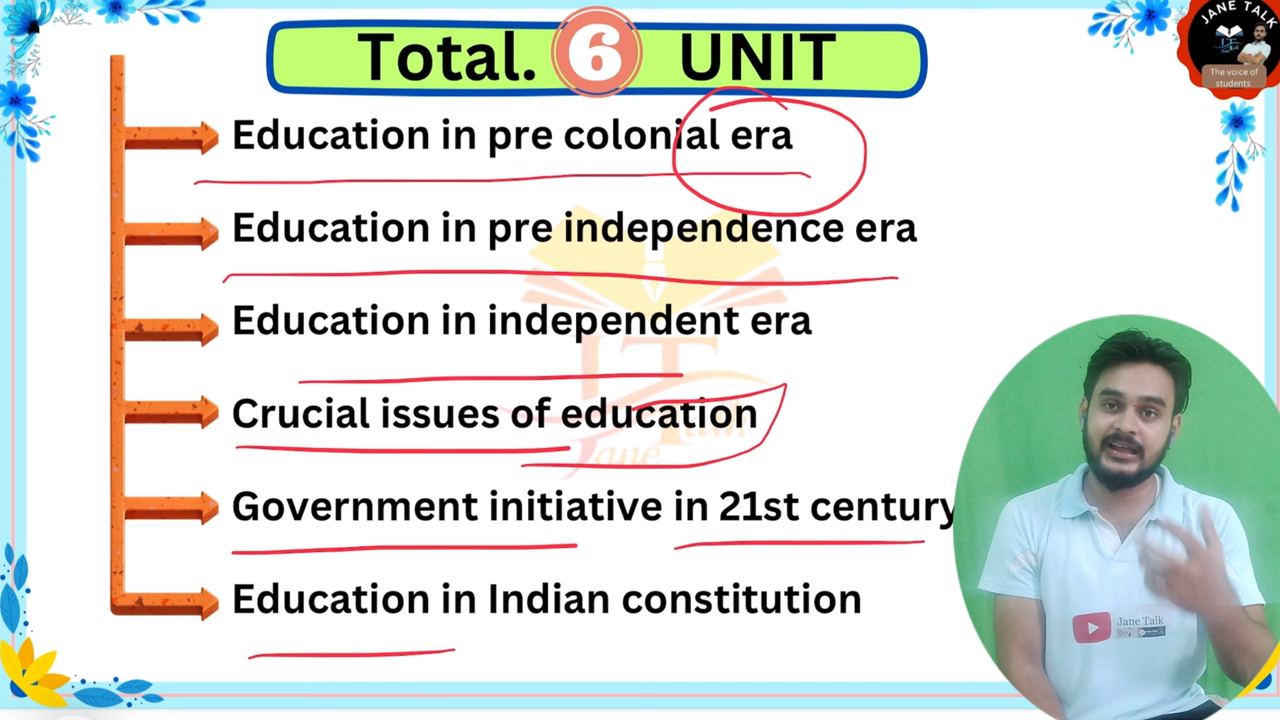 Total. 6 UNIT
JANE TALK
The voice of
students
Education in pre colonial era
Education in pre independence era
Education in independent era
Crucial issues of education
Government initiative in 21st century
Education in Indian constitution
Jane Talk